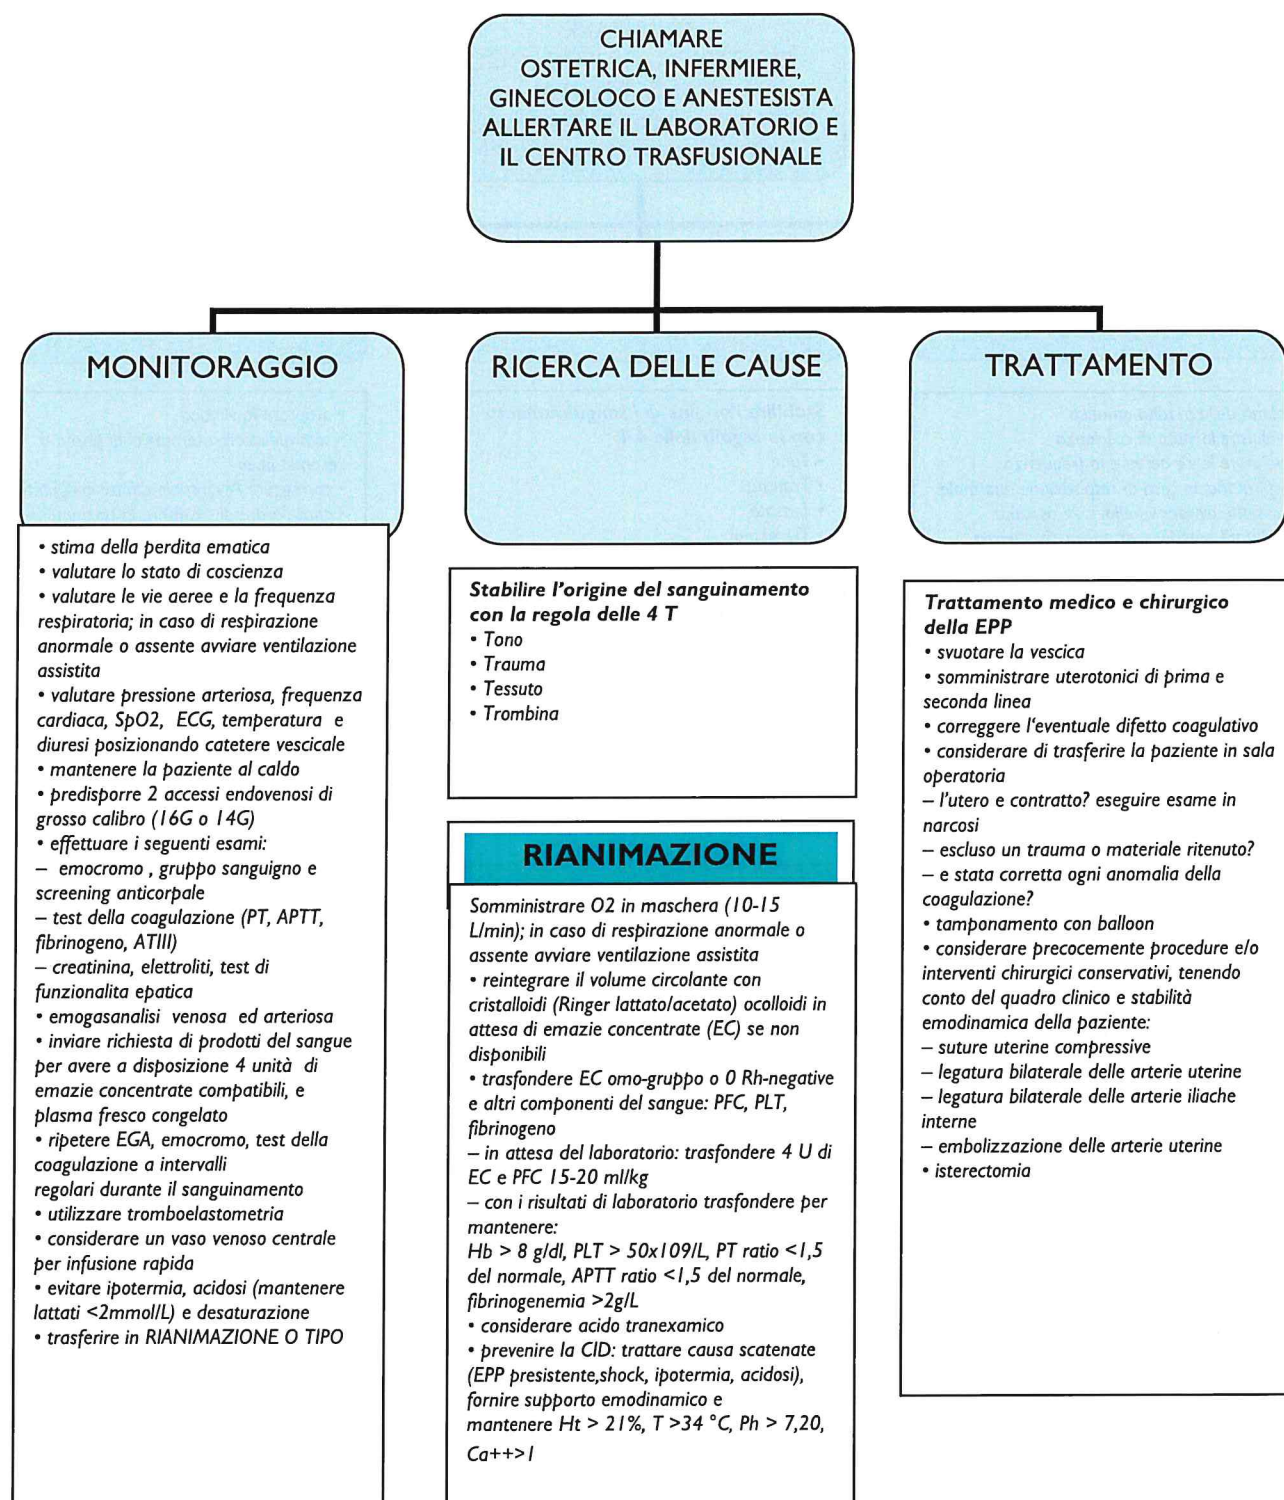 CHIAMARE
OSTETRICA, INFERMIERE,
GINECOLOCO E ANESTESISTA
ALLERTARE IL LABORATORIO E
IL CENTRO TRASFUSIONALE
MONITORAGGIO
• stima della perdita ematica
• valutare lo stato di coscienza
• valutare le vie aeree e la frequenza
respiratoria; in caso di respirazione
anormale o assente avviare ventilazione
assistita
• valutare pressione arteriosa, frequenza
cardiaca, SpO2, ECG, temperatura e
diuresi posizionando catetere vescicale
• mantenere la paziente al caldo
• predisporre 2 accessi endovenosi di
grosso calibro (16G o 14G)
• effettuare i seguenti esami:
– emocromo , gruppo sanguigno e
screening anticorpale
– test della coagulazione (PT, APTT,
fibrinogeno, ATIII)
– creatinina, elettroliti, test di
funzionalita epatica
• emogasanalisi venosa ed arteriosa
• inviare richiesta di prodotti del sangue
per avere a disposizione 4 unità di
emazie concentrate compatibili, e
plasma fresco congelato
• ripetere EGA, emocromo, test della
coagulazione a intervalli
regolari durante il sanguinamento
• utilizzare tromboelastometria
• considerare un vaso venoso centrale
per infusione rapida
• evitare ipotermia, acidosi (mantenere
lattati <2mmol/L) e desaturazione
• trasferire in RIANIMAZIONE O TIPO
RICERCA DELLE CAUSE
Stabilire l'origine del sanguinamento
con la regola delle 4 T
• Tono
• Trauma
• Tessuto
• Trombina
RIANIMAZIONE
Somministrare O2 in maschera (10-15
L/min); in caso di respirazione anormale o
assente avviare ventilazione assistita
• reintegrare il volume circolante con
cristalloidi (Ringer lattato/acetato) ocolloidi in
attesa di emazie concentrate (EC) se non
disponibili
• trasfondere EC omo-gruppo o 0 Rh-negative
e altri componenti del sangue: PFC, PLT,
fibrinogeno
– in attesa del laboratorio: trasfondere 4 U di
EC e PFC 15-20 ml/kg
– con i risultati di laboratorio trasfondere per
mantenere:
Hb > 8 g/dl, PLT > 50x109/L, PT ratio <1,5
del normale, APTT ratio <1,5 del normale,
fibrinogenemia >2g/L
• considerare acido tranexamico
• prevenire la CID: trattare causa scatenate
(EPP presistente,shock, ipotermia, acidosi),
fornire supporto emodinamico e
mantenere Ht > 21%, T >34 °C, Ph > 7,20,
Ca++>1
TRATTAMENTO
Trattamento medico e chirurgico
della EPP
• svuotare la vescica
• somministrare uterotonici di prima e
seconda linea
• correggere l'eventuale difetto coagulativo
• considerare di trasferire la paziente in sala
operatoria
– l'utero e contratto? eseguire esame in
narcosi
– escluso un trauma o materiale ritenuto?
– e stata corretta ogni anomalia della
coagulazione?
• tamponamento con balloon
• considerare precocemente procedure e/o
interventi chirurgici conservativi, tenendo
conto del quadro clinico e stabilità
emodinamica della paziente:
– suture uterine compressive
– legatura bilaterale delle arterie uterine
– legatura bilaterale delle arterie iliache
interne
– embolizzazione delle arterie uterine
• isterectomia